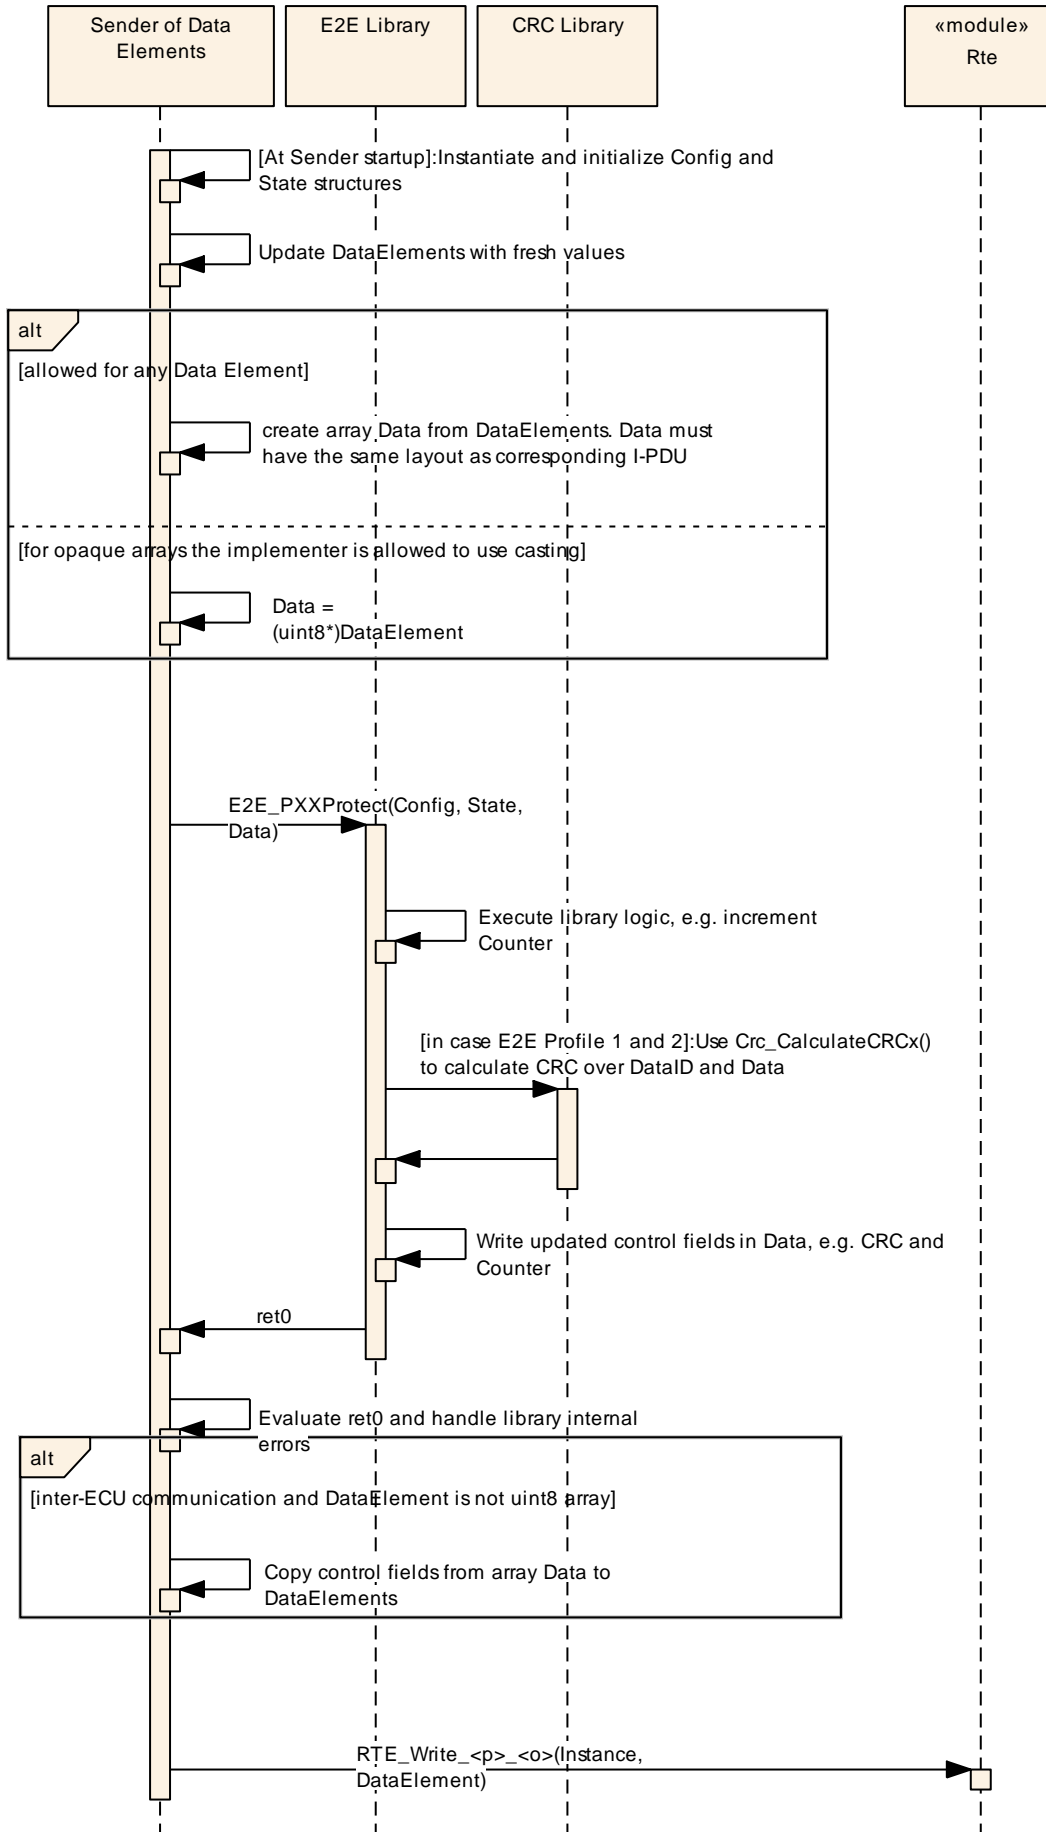 Sender of Data
Elements
E2E Library
CRC Library
«module»
Rte
[At Sender startup]:Instantiate and initialize Config and
State structures
Update DataElements with fresh values
alt
[allowed for any Data Element]
create array Data from DataElements. Data must
have the same layout as corresponding I-PDU
[for opaque arrays the implementer is allowed to use casting]
Data =
(uint8*)DataElement
E2E_PXXProtect(Config, State,
Data)
Execute library logic, e.g. increment
Counter
[in case E2E Profile 1 and 2]:Use Crc_CalculateCRCx()
to calculate CRC over DataID and Data
Write updated control fields in Data, e.g. CRC and
Counter
ret0
Evaluate ret0 and handle library internal
errors
alt
[inter-ECU communication and DataElement is not uint8 array]
Copy control fields from array Data to
DataElements
RTE_Write_<p>_<o>(Instance,
DataElement)